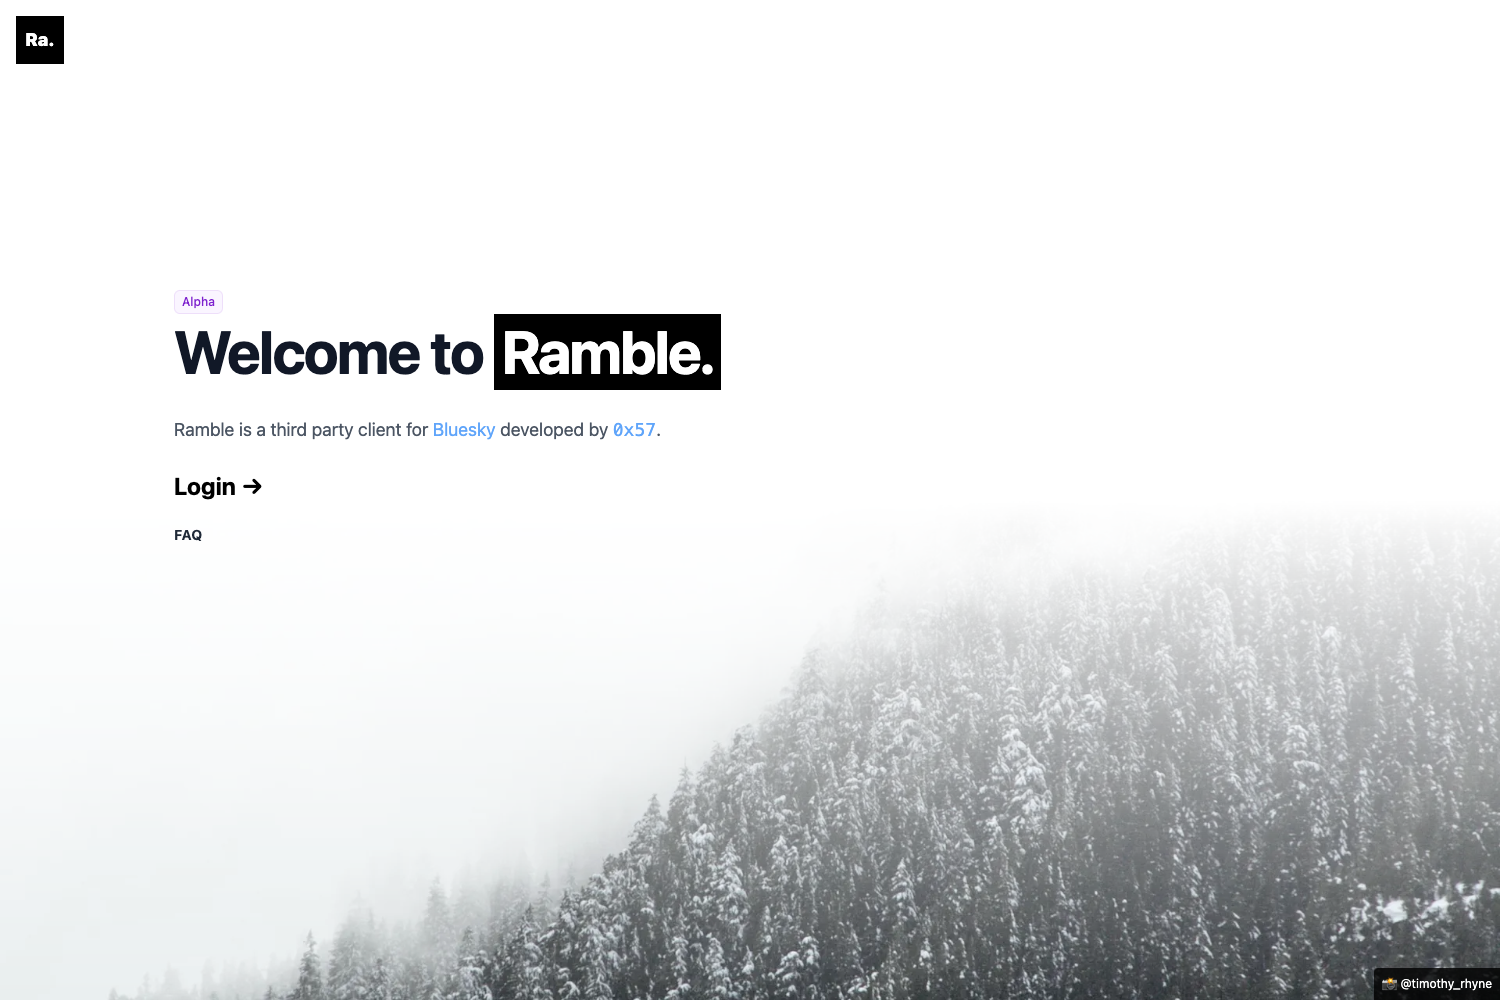 Ra.
Alpha
Welcome to Ramble.
Ramble is a third party client for Bluesky developed by 0x57.
Login →
FAQ
📸 @timothy_rhyne